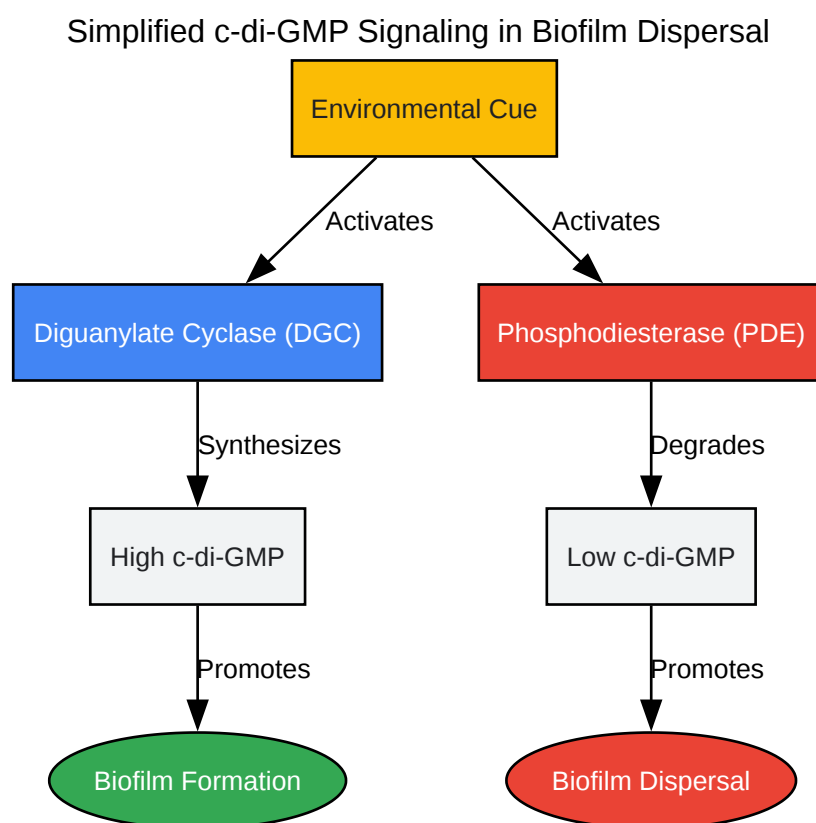 Simplified c-di-GMP Signaling in Biofilm Dispersal
Environmental Cue
Activates
Activates
Diguanylate Cyclase (DGC)
Phosphodiesterase (PDE)
Synthesizes
Degrades
High c-di-GMP
Low c-di-GMP
Promotes
Promotes
Biofilm Formation
Biofilm Dispersal